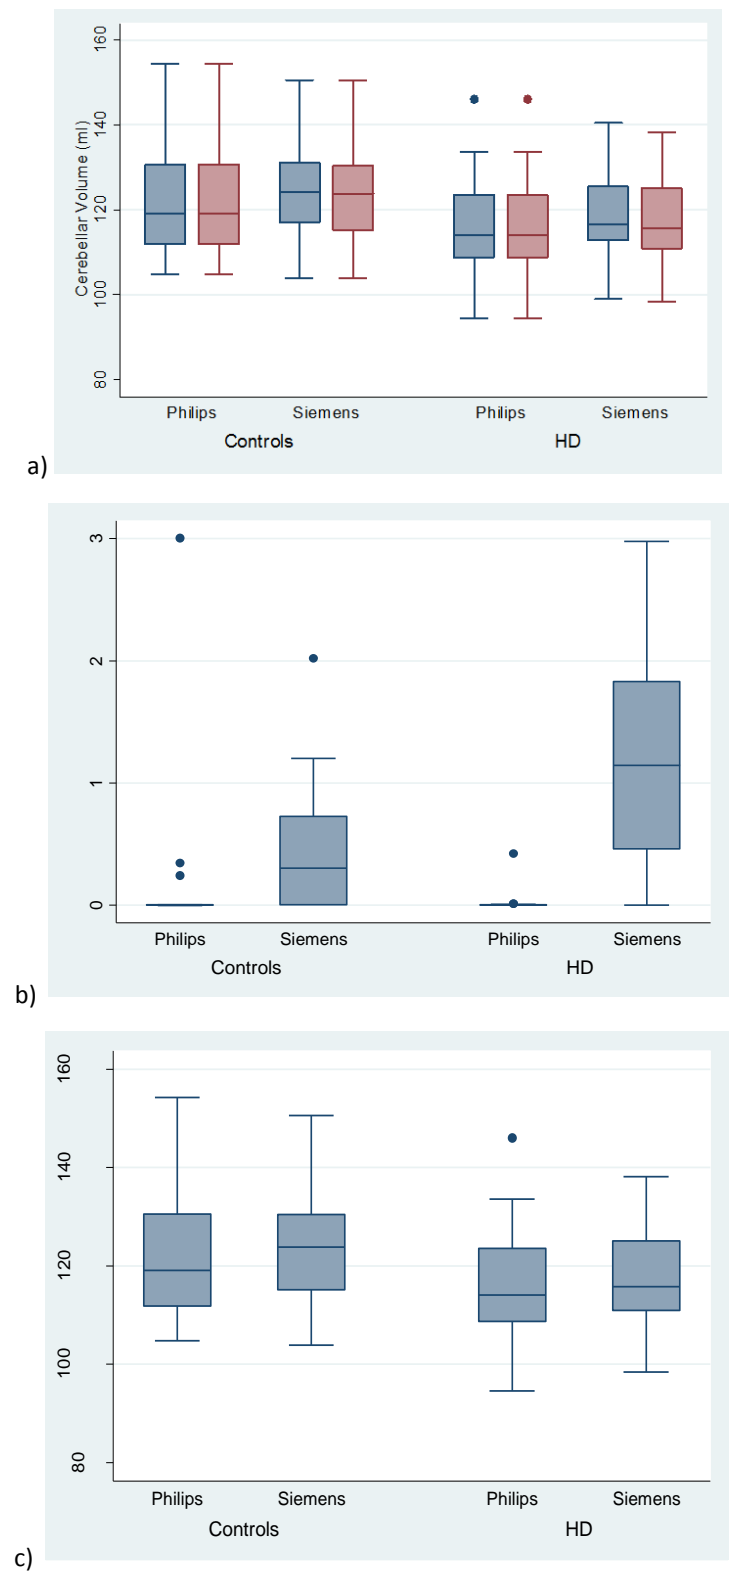 160
140
120
100
80
Cerebellar Volume (ml)
Philips Siemens Philips Siemens
Controls HD
a)
3
2
1
0
Philips Siemens Philips Siemens
Controls HD
b)
160
140
120
100
80
Philips Siemens Philips Siemens
Controls HD
c)